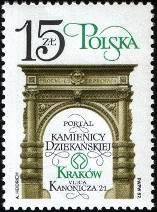 15 ZŁ POLSKA
PORTAL
KAMIENICY
DZIEKAŃSKIEJ
KRAKÓW
ULICA
KANONICZA 21